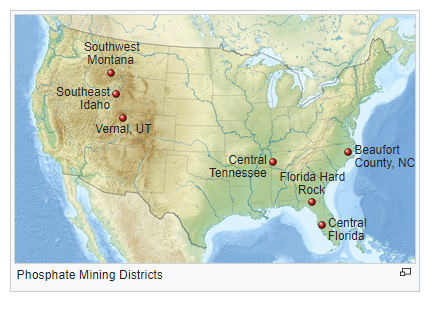 Southwest
Montana
Southeast
Idaho
Vernal, UT
Central
Tennessee
Beaufort
County, NC
Florida Hard
Rock
Central
Florida
Phosphate Mining Districts